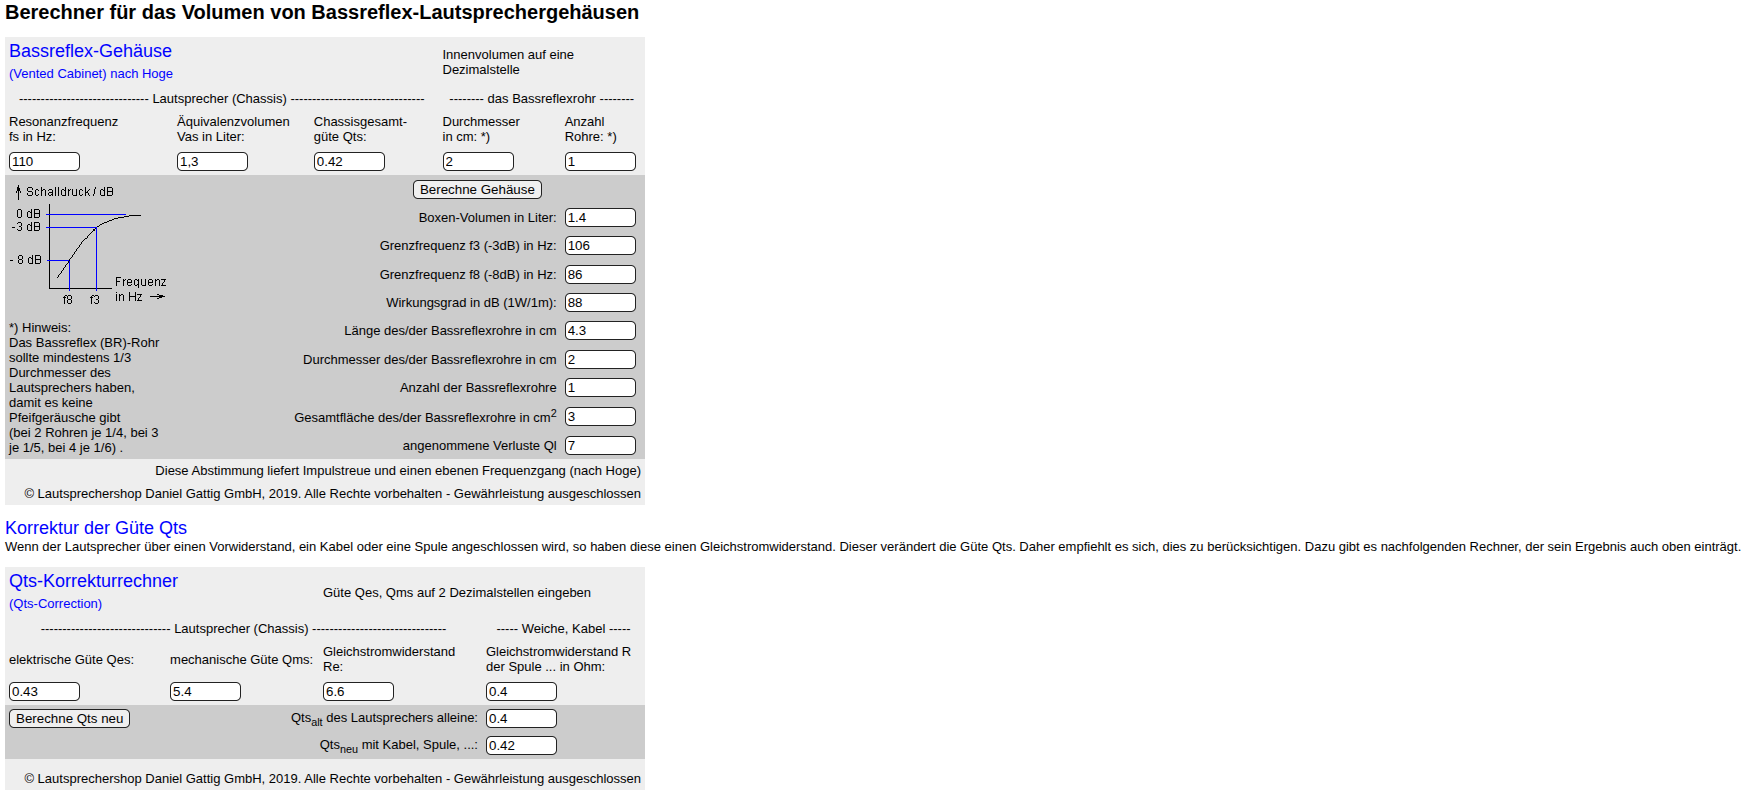 Berechner für das Volumen von Bassreflex-Lautsprechergehäusen
Bassreflex-Gehäuse
(Vented Cabinet) nach Hoge
Innenvolumen auf eine
Dezimalstelle
------------------------------ Lautsprecher (Chassis) -------------------------------
-------- das Bassreflexrohr --------
Resonanzfrequenz
fs in Hz:
Äquivalenzvolumen
Vas in Liter:
Chassisgesamt-
güte Qts:
Durchmesser
in cm: *)
Anzahl
Rohre: *)
110
1,3
0.42
2
1
Schalldruck / dB
0 dB
-3 dB
- 8 dB
Frequenz
in Hz
f8
f3
Berechne Gehäuse
Boxen-Volumen in Liter: 1.4
Grenzfrequenz f3 (-3dB) in Hz: 106
Grenzfrequenz f8 (-8dB) in Hz: 86
Wirkungsgrad in dB (1W/1m): 88
Länge des/der Bassreflexrohre in cm 4.3
Durchmesser des/der Bassreflexrohre in cm 2
Anzahl der Bassreflexrohre 1
Gesamtfläche des/der Bassreflexrohre in cm2 3
angenommene Verluste Ql 7
*) Hinweis:
Das Bassreflex (BR)-Rohr
sollte mindestens 1/3
Durchmesser des
Lautsprechers haben,
damit es keine
Pfeifgeräusche gibt
(bei 2 Rohren je 1/4, bei 3
je 1/5, bei 4 je 1/6) .
Diese Abstimmung liefert Impulstreue und einen ebenen Frequenzgang (nach Hoge)
© Lautsprechershop Daniel Gattig GmbH, 2019. Alle Rechte vorbehalten - Gewährleistung ausgeschlossen
Korrektur der Güte Qts
Wenn der Lautsprecher über einen Vorwiderstand, ein Kabel oder eine Spule angeschlossen wird, so haben diese einen Gleichstromwiderstand. Dieser verändert die Güte Qts. Daher empfiehlt es sich, dies zu berücksichtigen. Dazu gibt es nachfolgenden Rechner, der sein Ergebnis auch oben einträgt.
Qts-Korrekturrechner
(Qts-Correction)
Güte Qes, Qms auf 2 Dezimalstellen eingeben
------------------------------ Lautsprecher (Chassis) -------------------------------
----- Weiche, Kabel -----
elektrische Güte Qes:
mechanische Güte Qms:
Gleichstromwiderstand
Re:
Gleichstromwiderstand R
der Spule ... in Ohm:
0.43
5.4
6.6
0.4
Berechne Qts neu
Qtsalt des Lautsprechers alleine: 0.4
Qtsneu mit Kabel, Spule, ...: 0.42
© Lautsprechershop Daniel Gattig GmbH, 2019. Alle Rechte vorbehalten - Gewährleistung ausgeschlossen